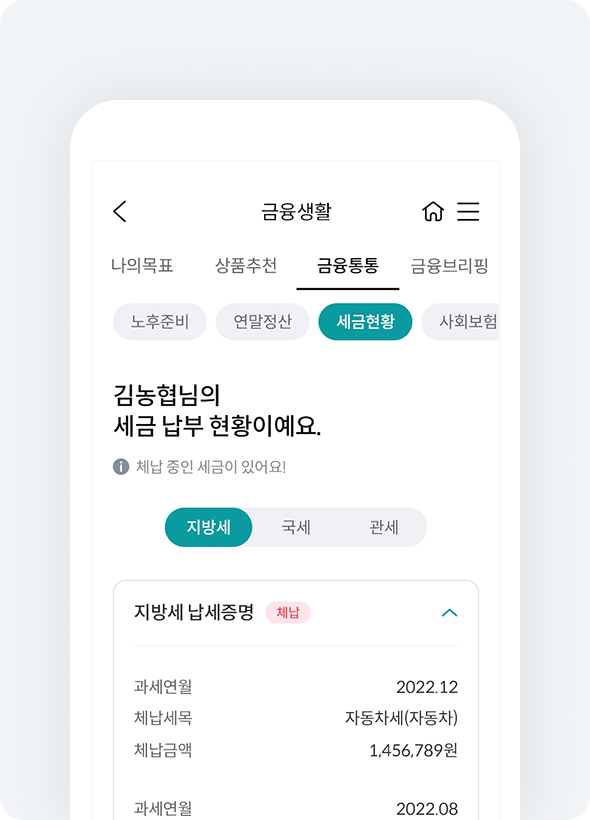 금융생활
나의목표 상품추천 금융통통 금융브리핑
노후준비 연말정산 세금현황 사회보험
김농협님의
세금 납부 현황이예요.
체납 중인 세금이 있어요!
지방세 국세 관세
지방세 납세증명 체납
과세연월 2022.12
체납세목 자동차세(자동차)
체납금액 1,456,789원
과세연월 2022.08